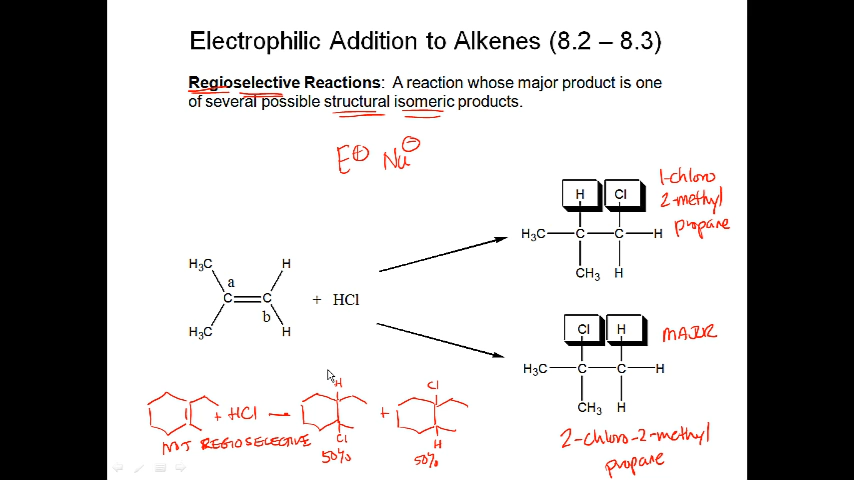 Electrophilic Addition to Alkenes (8.2 – 8.3)
Regioselective Reactions: A reaction whose major product is one
of several possible structural isomeric products.
E⊕ Nu⊖
H Cl
H₃C C C H
CH₃ H
1-chloro
2-methyl
propane
H₃C H
a
C C
b
H₃C H
+ HCl
Cl H
H₃C C C H
CH₃ H
MAJOR
2-chloro-2-methyl
propane
+ HCl
H
Cl
50%
+
Cl
H
50%
NOT REGIOSELECTIVE